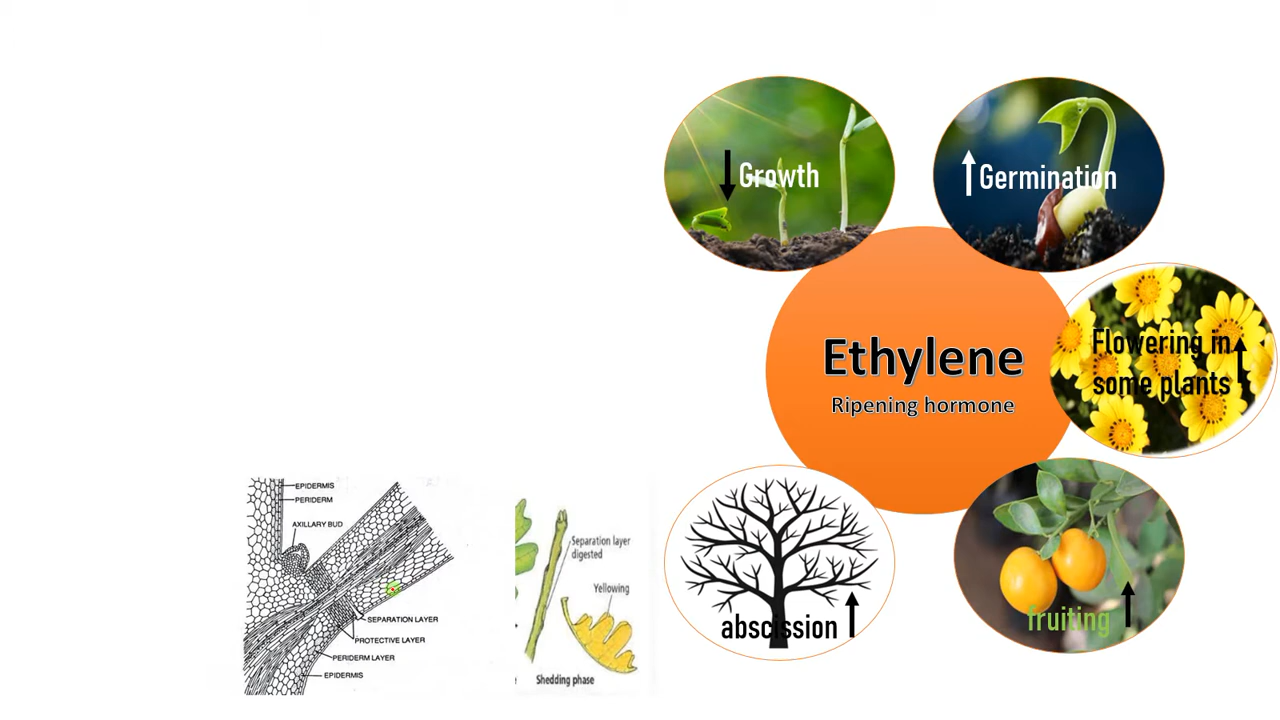 Growth
Germination
Flowering in
some plants
Ethylene
Ripening hormone
abscission
fruiting
EPIDERMIS
PERIDERM
AXILLARY BUD
SEPARATION LAYER
PROTECTIVE LAYER
PERIDERM LAYER
EPIDERMIS
Separation layer
digested
Yellowing
Shedding phase